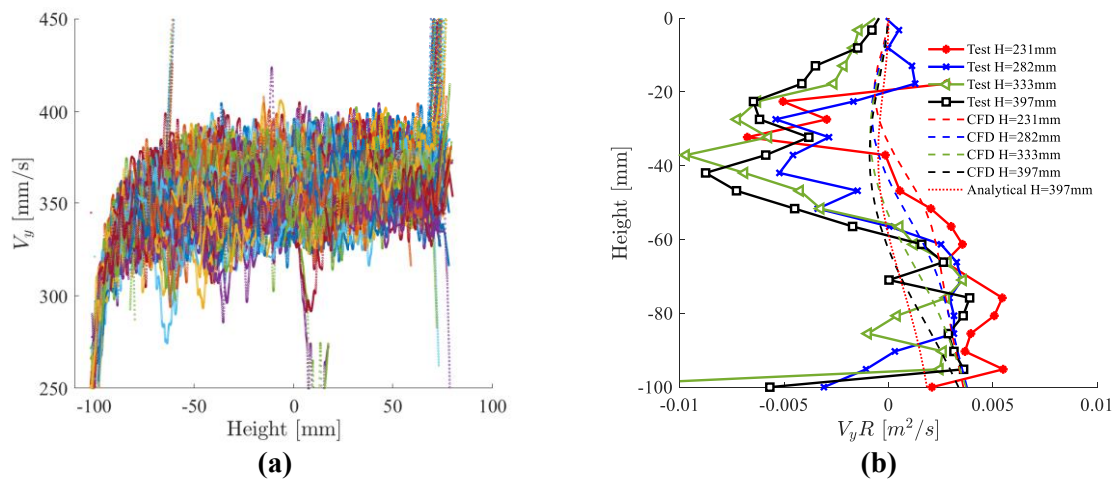 450
400
350
300
250
V_y [mm/s]
-100
-50
0
50
100
Height [mm]
(a)
0
-20
-40
-60
-80
-100
Height [mm]
Test H=231mm
Test H=282mm
Test H=333mm
Test H=397mm
CFD H=231mm
CFD H=282mm
CFD H=333mm
CFD H=397mm
Analytical H=397mm
-0.01
-0.005
0
0.005
0.01
V_yR [m²/s]
(b)